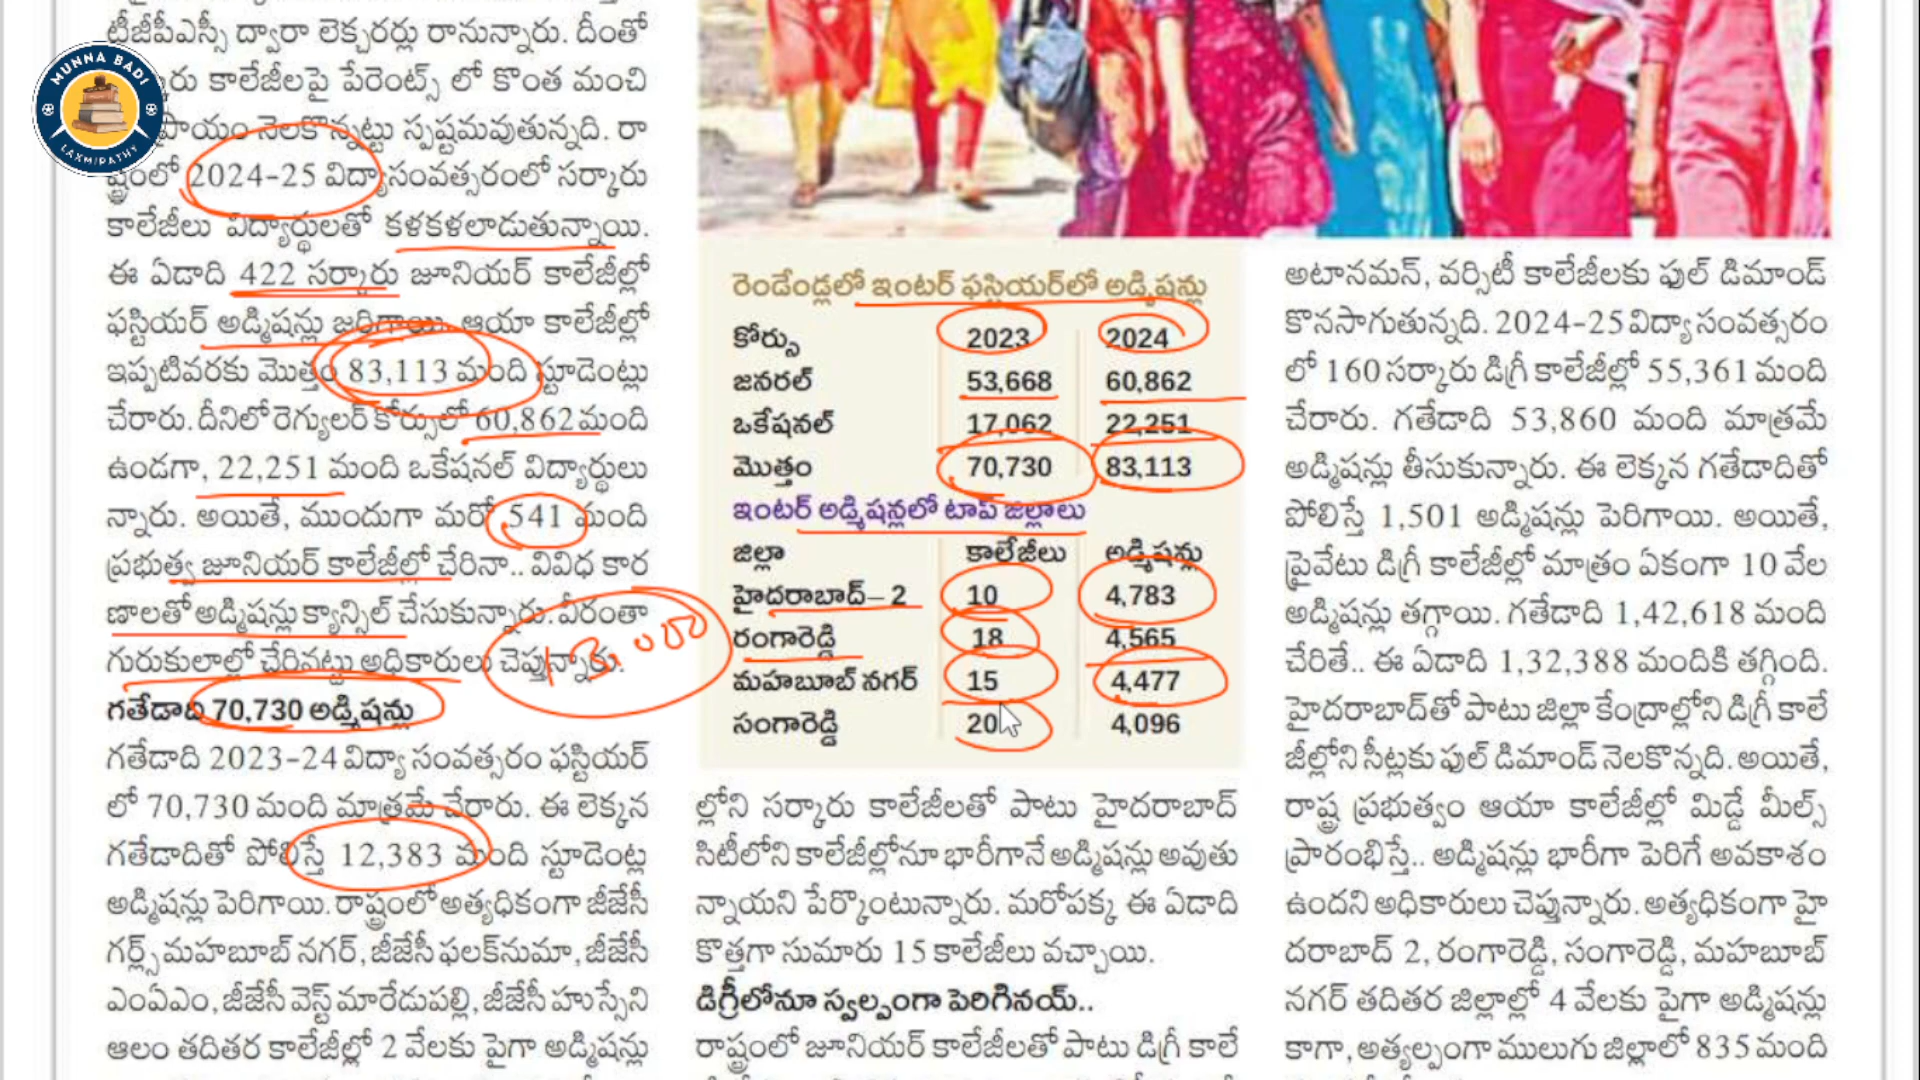 MUNNA BADI
LAXMIPATHY
టీజీపీఎస్సీ ద్వారా లెక్చరర్లు రానున్నారు. దీంతో
రు కాలేజీలపై పేరెంట్స్ లో కొంత మంచి
ప్రాయం నెలకొన్నట్టు స్పష్టమవుతున్నది. రా
ష్ట్రంలో 2024-25 విద్యాసంవత్సరంలో సర్కారు
కాలేజీలు విద్యార్థులతో కళకళలాడుతున్నాయి.
ఈ ఏడాది 422 సర్కారు జూనియర్ కాలేజీల్లో
ఫస్టియర్ అడ్మిషన్లు జరిగాయి. ఆయా కాలేజీల్లో
ఇప్పటివరకు మొత్తం 83,113 మంది స్టూడెంట్లు
చేరారు. దీనిలో రెగ్యులర్ కోర్సులో 60,862 మంది
ఉండగా, 22,251 మంది ఒకేషనల్ విద్యార్థులు
న్నారు. అయితే, ముందుగా మరో 541 మంది
ప్రభుత్వ జూనియర్ కాలేజీల్లో చేరినా.. వివిధ కార
ణాలతో అడ్మిషన్లు క్యాన్సిల్ చేసుకున్నారు. వీరంతా
గురుకులాల్లో చేరినట్టు అధికారులు చెప్తున్నారు.
13,000
గతేడాది 70,730 అడ్మిషన్లు
గతేడాది 2023-24 విద్యా సంవత్సరం ఫస్టియర్
లో 70,730 మంది మాత్రమే చేరారు. ఈ లెక్కన
గతేడాదితో పోలిస్తే 12,383 మంది స్టూడెంట్ల
అడ్మిషన్లు పెరిగాయి. రాష్ట్రంలో అత్యధికంగా జీజేసీ
గర్ల్స్ మహబూబ్ నగర్, జీజేసీ ఫలక్‌నుమా, జీజేసీ
ఎంఏఎం, జీజేసీ వెస్ట్ మారేడుపల్లి, జీజేసీ హుస్సేని
ఆలం తదితర కాలేజీల్లో 2 వేలకు పైగా అడ్మిషన్లు
రెండేండ్లలో ఇంటర్ ఫస్టియర్‌లో అడ్మిషన్లు
కోర్సు 2023 2024
జనరల్ 53,668 60,862
ఒకేషనల్ 17,062 22,251
మొత్తం 70,730 83,113
ఇంటర్ అడ్మిషన్లలో టాప్ జిల్లాలు
జిల్లా కాలేజీలు అడ్మిషన్లు
హైదరాబాద్– 2 10 4,783
రంగారెడ్డి 18 4,565
మహబూబ్ నగర్ 15 4,477
సంగారెడ్డి 20 4,096
ల్లోని సర్కారు కాలేజీలతో పాటు హైదరాబాద్
సిటీలోని కాలేజీల్లోనూ భారీగానే అడ్మిషన్లు అవుతు
న్నాయని పేర్కొంటున్నారు. మరోపక్క ఈ ఏడాది
కొత్తగా సుమారు 15 కాలేజీలు వచ్చాయి.
డిగ్రీలోనూ స్వల్పంగా పెరిగినయ్..
రాష్ట్రంలో జూనియర్ కాలేజీలతో పాటు డిగ్రీ కాలే
అటానమస్, వర్సిటీ కాలేజీలకు ఫుల్ డిమాండ్
కొనసాగుతున్నది. 2024-25 విద్యా సంవత్సరం
లో 160 సర్కారు డిగ్రీ కాలేజీల్లో 55,361 మంది
చేరారు. గతేడాది 53,860 మంది మాత్రమే
అడ్మిషన్లు తీసుకున్నారు. ఈ లెక్కన గతేడాదితో
పోలిస్తే 1,501 అడ్మిషన్లు పెరిగాయి. అయితే,
ప్రైవేటు డిగ్రీ కాలేజీల్లో మాత్రం ఏకంగా 10 వేల
అడ్మిషన్లు తగ్గాయి. గతేడాది 1,42,618 మంది
చేరితే.. ఈ ఏడాది 1,32,388 మందికి తగ్గింది.
హైదరాబాద్‌తో పాటు జిల్లా కేంద్రాల్లోని డిగ్రీ కాలే
జీల్లోని సీట్లకు ఫుల్ డిమాండ్ నెలకొన్నది. అయితే,
రాష్ట్ర ప్రభుత్వం ఆయా కాలేజీల్లో మిడ్డే మీల్స్
ప్రారంభిస్తే.. అడ్మిషన్లు భారీగా పెరిగే అవకాశం
ఉందని అధికారులు చెప్తున్నారు. అత్యధికంగా హై
దరాబాద్ 2, రంగారెడ్డి, సంగారెడ్డి, మహబూబ్
నగర్ తదితర జిల్లాల్లో 4 వేలకు పైగా అడ్మిషన్లు
కాగా, అత్యల్పంగా ములుగు జిల్లాలో 835 మంది